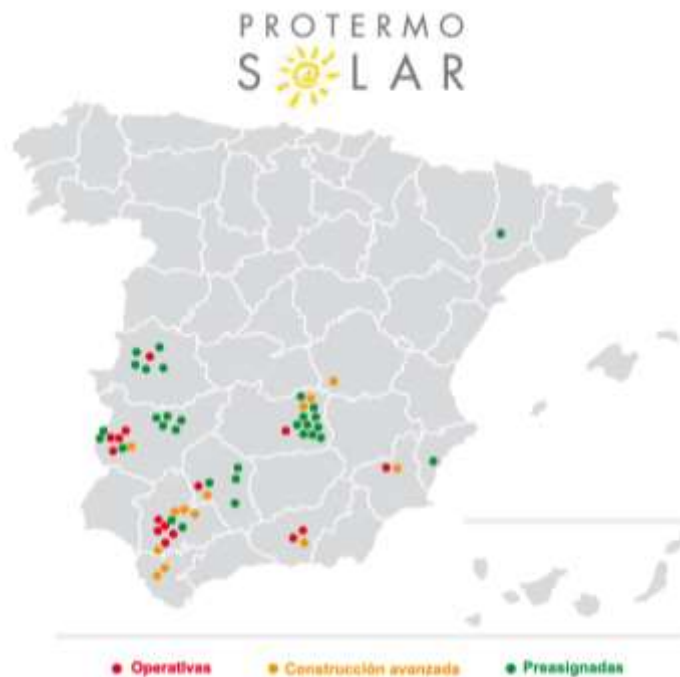 PROTERMO
SOLAR
Operativas
Construcción avanzada
Preasignadas